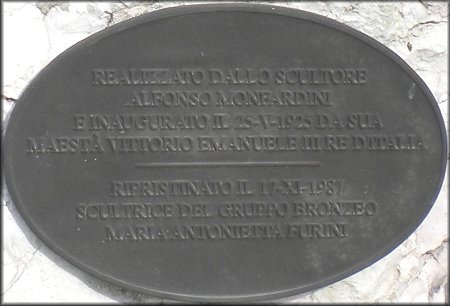 REALIZZATO DALLO SCULTORE
ALFONSO MONFARDINI
E INAUGURATO IL 25-V-1925 DA SUA
MAESTÀ VITTORIO EMANUELE III RE D'ITALIA
RIPRISTINATO IL 17-XI-1987
SCULTRICE DEL GRUPPO BRONZEO
MARIA ANTONIETTA FURINI